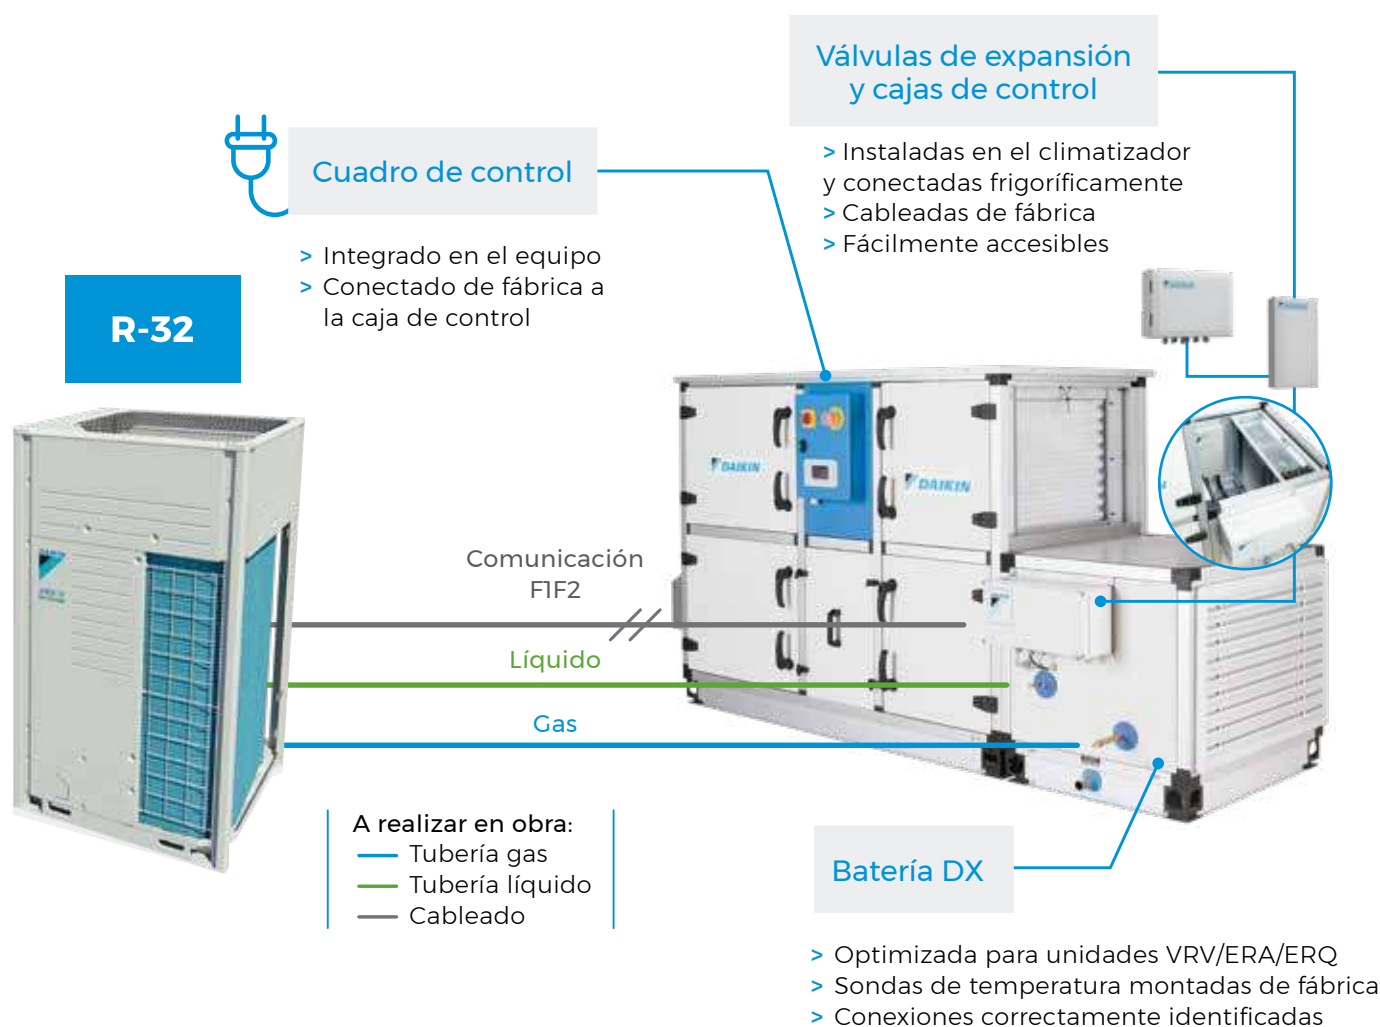 Válvulas de expansión
y cajas de control
> Instaladas en el climatizador
y conectadas frigoríficamente
> Cableadas de fábrica
> Fácilmente accesibles
Cuadro de control
> Integrado en el equipo
> Conectado de fábrica a
la caja de control
R-32
DAIKIN
DAIKIN
Comunicación
F1F2
Líquido
Gas
A realizar en obra:
Tubería gas
Tubería líquido
Cableado
Batería DX
> Optimizada para unidades VRV/ERA/ERQ
> Sondas de temperatura montadas de fábrica
> Conexiones correctamente identificadas